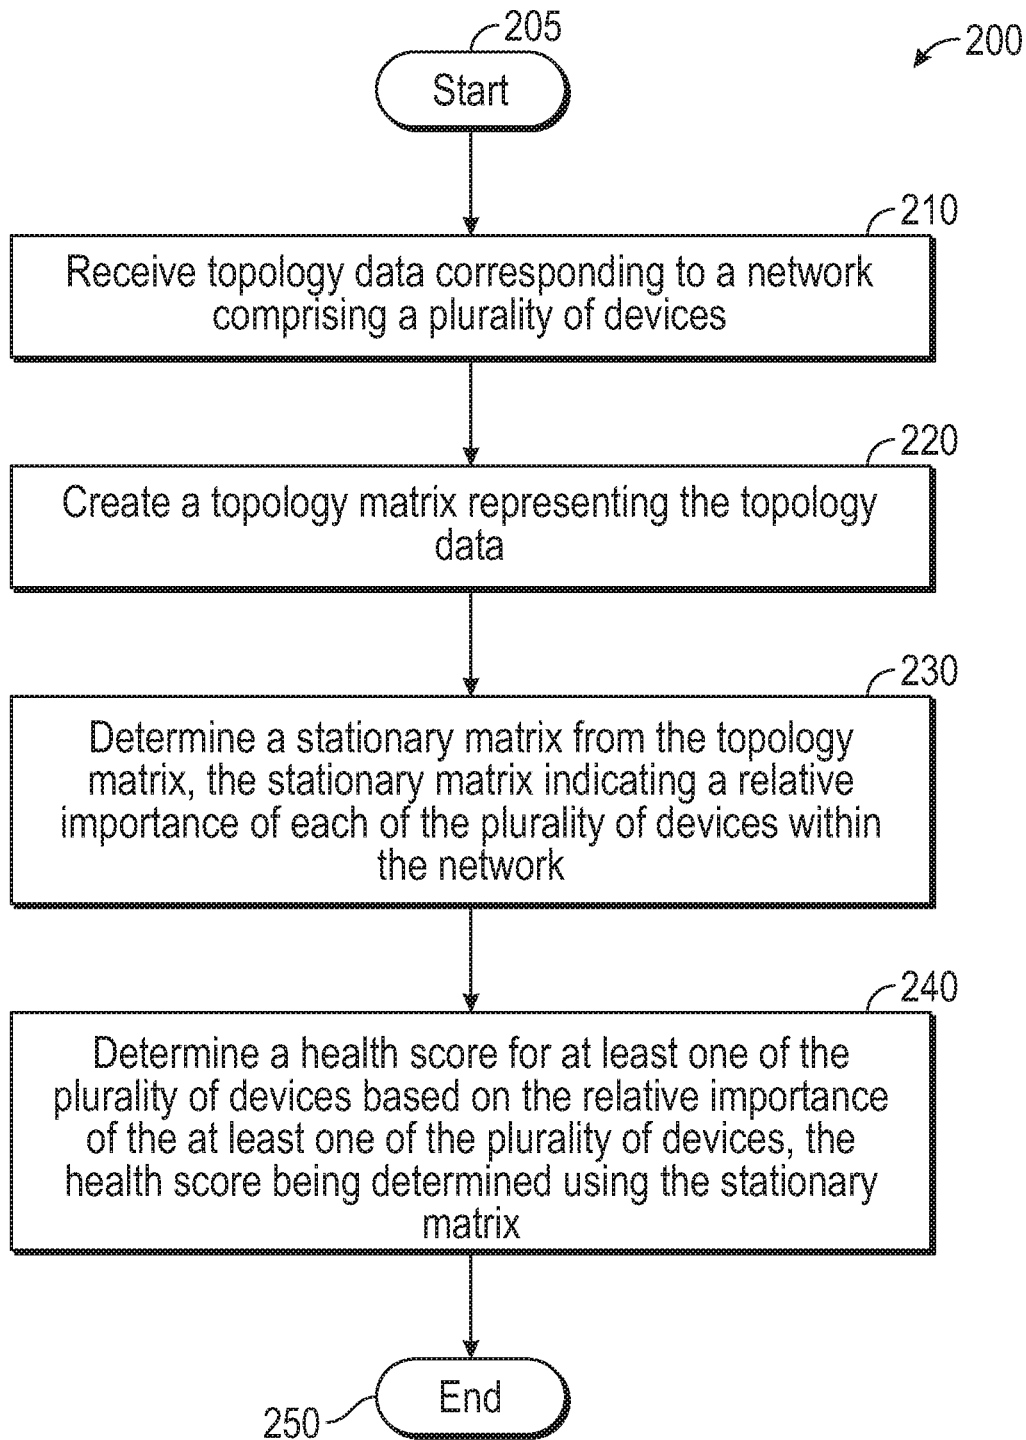 205
200
Start
210
Receive topology data corresponding to a network
comprising a plurality of devices
220
Create a topology matrix representing the topology
data
230
Determine a stationary matrix from the topology
matrix, the stationary matrix indicating a relative
importance of each of the plurality of devices within
the network
240
Determine a health score for at least one of the
plurality of devices based on the relative importance
of the at least one of the plurality of devices, the
health score being determined using the stationary
matrix
End
250